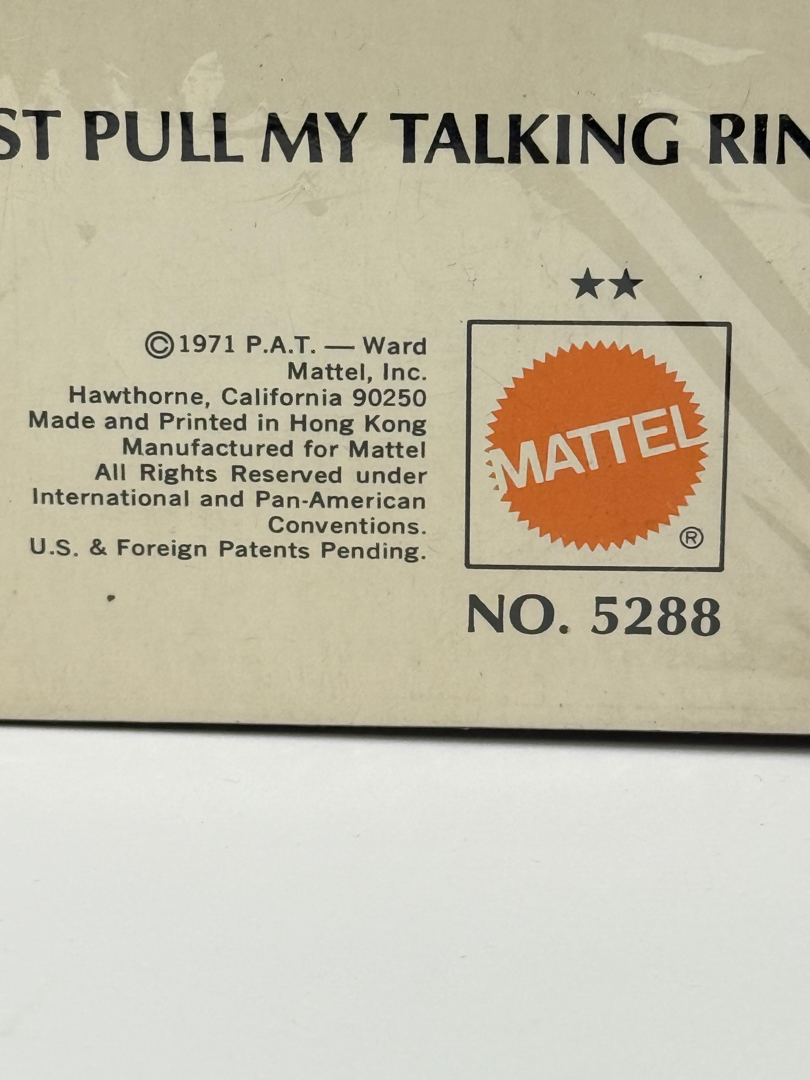 ST PULL MY TALKING RIN
★★
©1971 P.A.T. — Ward
Mattel, Inc.
Hawthorne, California 90250
Made and Printed in Hong Kong
Manufactured for Mattel
All Rights Reserved under
International and Pan-American
Conventions.
U.S. & Foreign Patents Pending.
MATTEL
®
NO. 5288